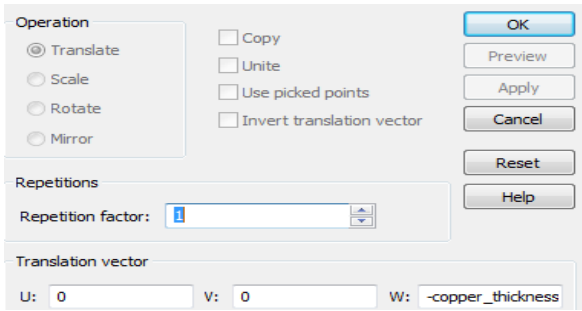 Operation
Translate
Scale
Rotate
Mirror
Copy
Unite
Use picked points
Invert translation vector
OK
Preview
Apply
Cancel
Reset
Help
Repetitions
Repetition factor: 1
Translation vector
U: 0 V: 0 W: -copper_thickness